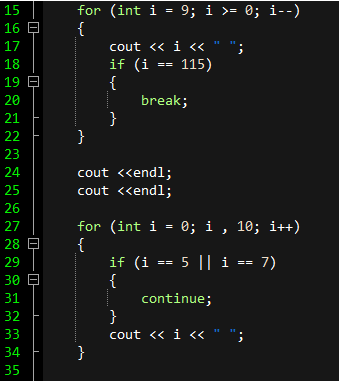 15 for (int i = 9; i >= 0; i--)
16 {
17 cout << i << " ";
18 if (i == 115)
19 {
20 break;
21 }
22 }
23
24 cout <<endl;
25 cout <<endl;
26
27 for (int i = 0; i , 10; i++)
28 {
29 if (i == 5 || i == 7)
30 {
31 continue;
32 }
33 cout << i << " ";
34 }
35